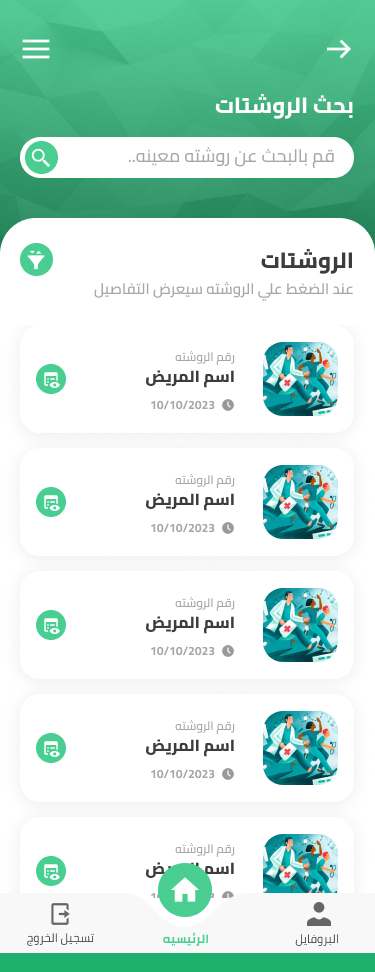 بحث الروشتات
قم بالبحث عن روشته معينه..
الروشتات
عند الضغط علي الروشته سيعرض التفاصيل
رقم الروشته
اسم المريض
10/10/2023
رقم الروشته
اسم المريض
10/10/2023
رقم الروشته
اسم المريض
10/10/2023
رقم الروشته
اسم المريض
10/10/2023
رقم الروشته
اسم
البروفايل
الرئيسيه
تسجيل الخروج